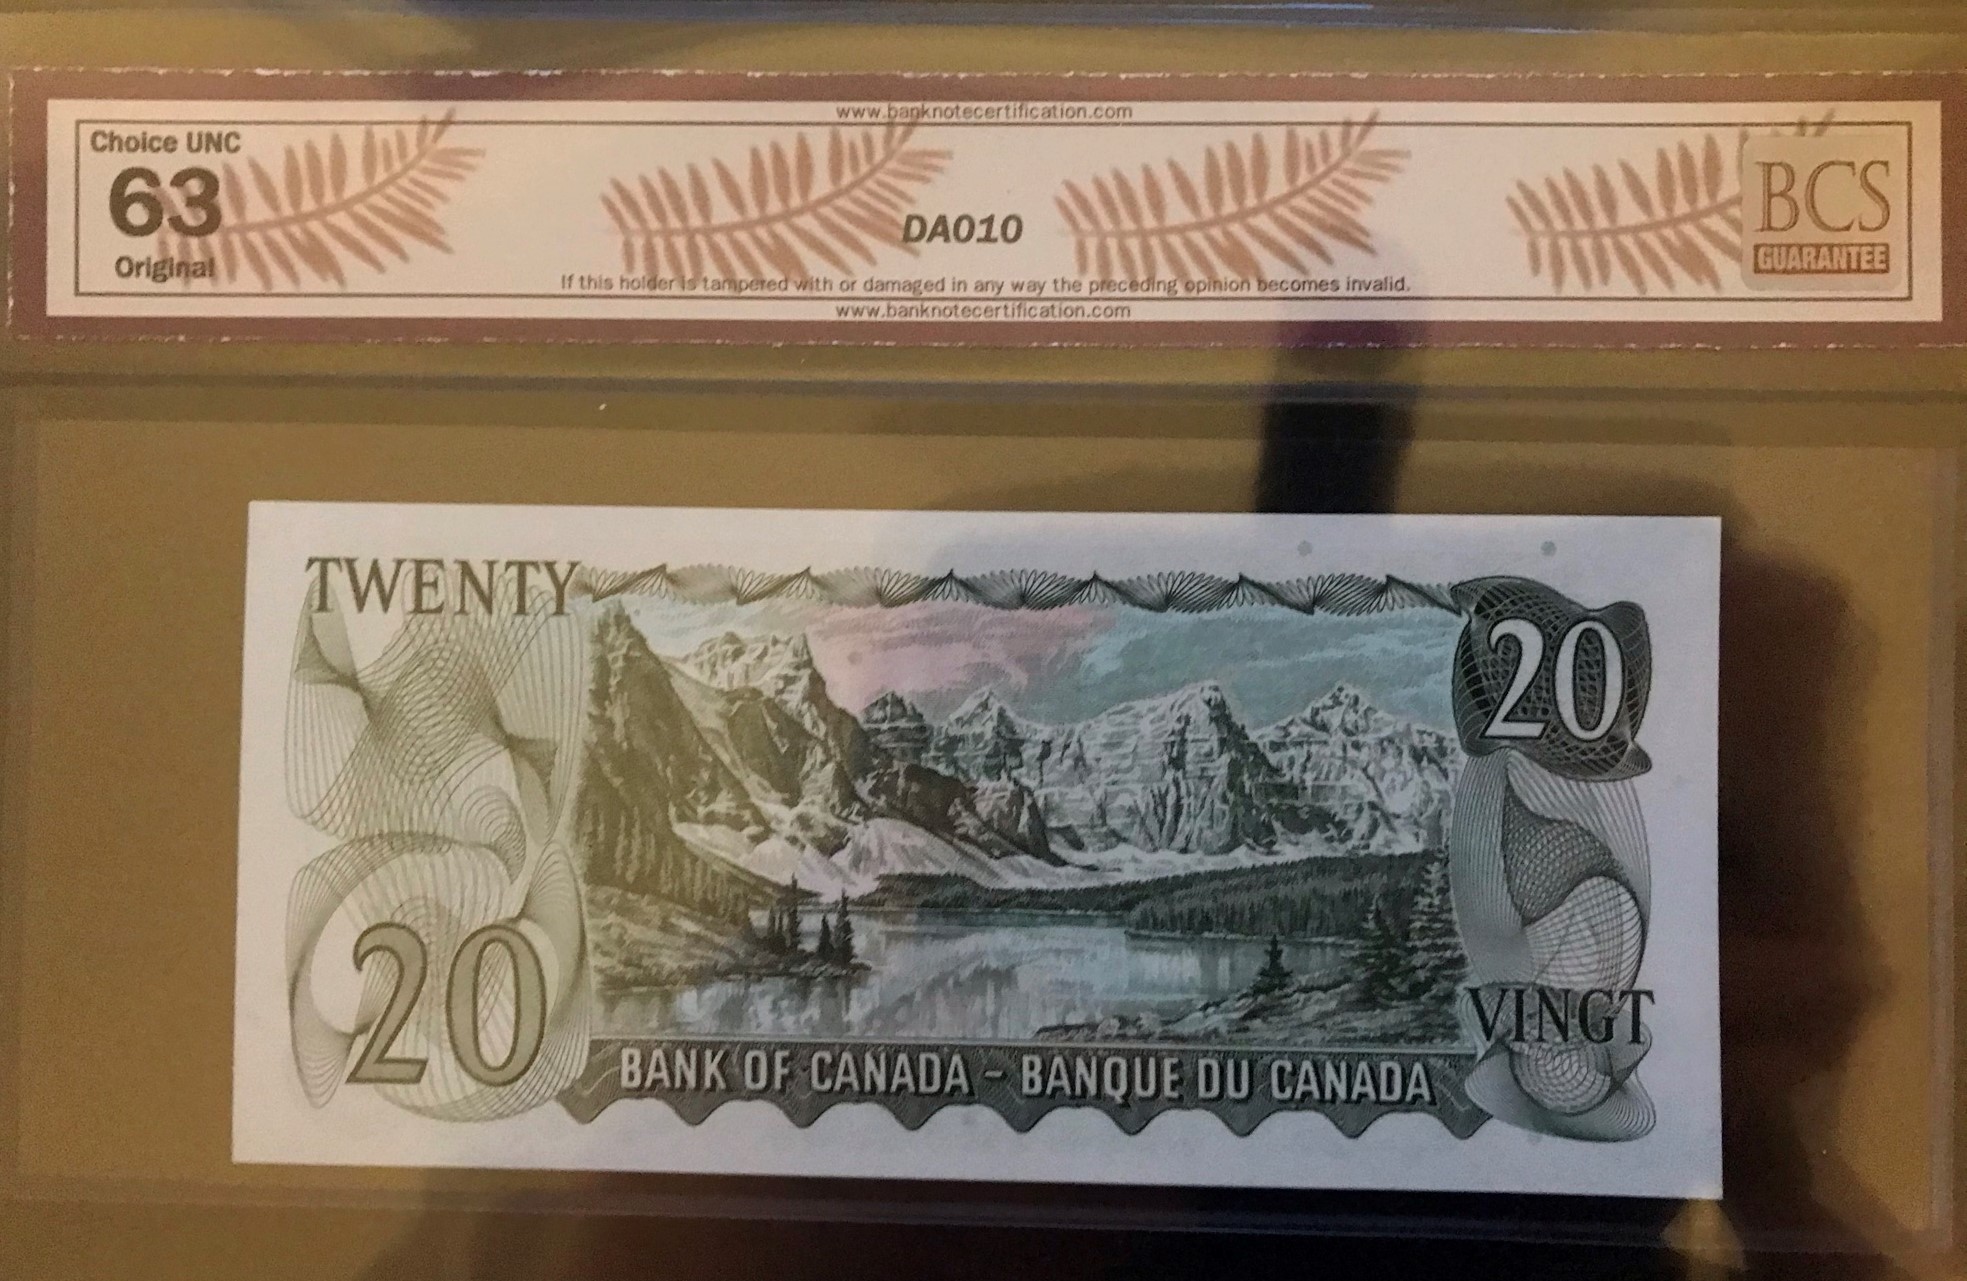 www.banknotecertification.com
Choice UNC
63
Original
DA010
BCS
GUARANTEE
If this holder is tampered with or damaged in any way the preceding opinion becomes invalid.
www.banknotecertification.com
TWENTY
20
20
VINGT
BANK OF CANADA – BANQUE DU CANADA